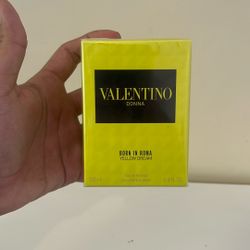 VALENTINO
DONNA
BORN IN ROMA
YELLOW DREAM